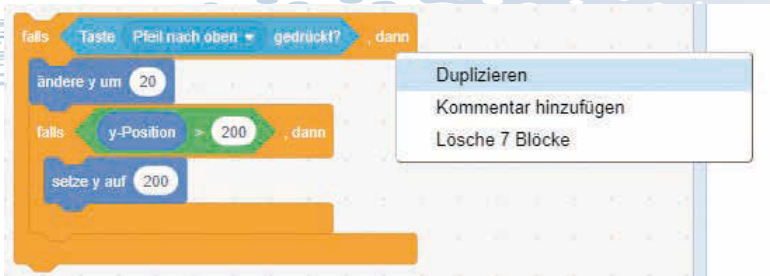 falls Taste Pfeil nach oben gedrückt? , dann
Duplizieren
ändere y um 20
Kommentar hinzufügen
falls y-Position > 200 , dann
Lösche 7 Blöcke
setze y auf 200